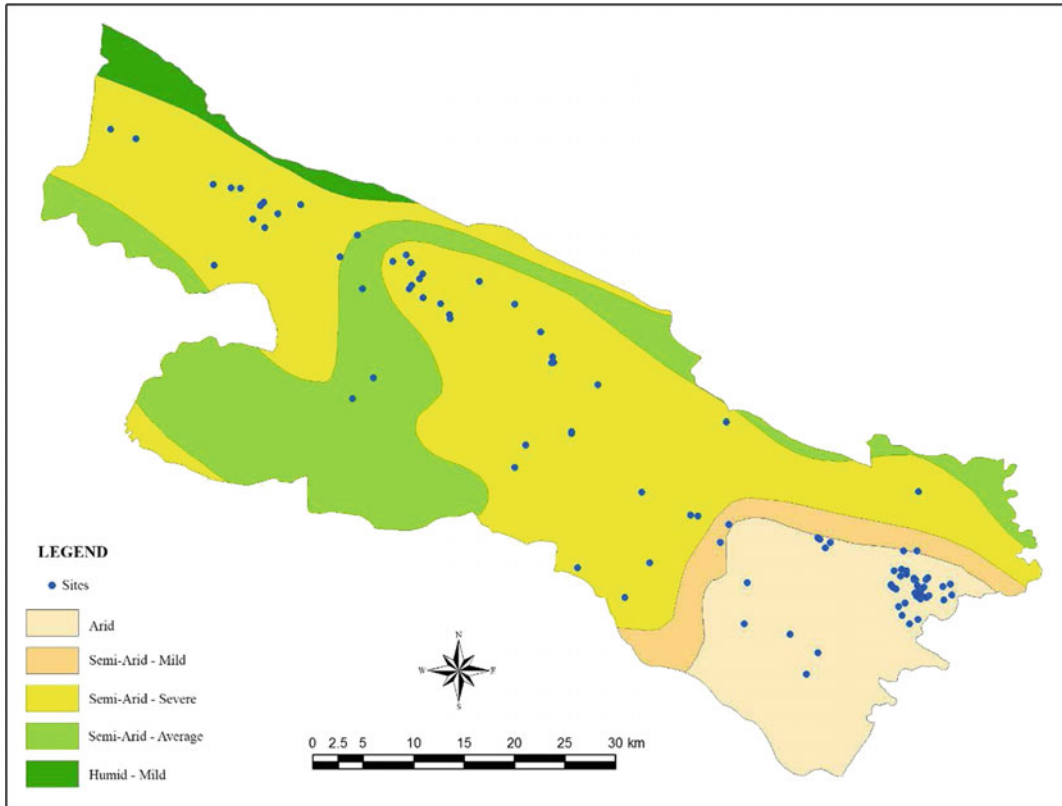 LEGEND
Sites
Arid
Semi-Arid - Mild
Semi-Arid - Severe
Semi-Arid - Average
Humid - Mild
N
W E
S
0 2.5 5 10 15 20 25 30 km